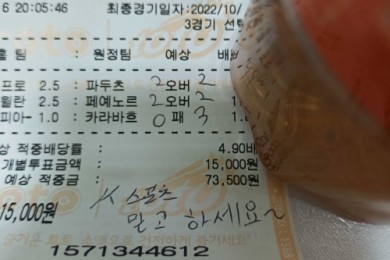 6 20:05:46 최종경기일자:2022/10/
3경기 선택
홈 팀 : 원정팀 예상 배
프로 2.5 : 파두츠 2 오버 2
릴란 2.5 : 페예노르 2 오버 2 1
피아- 1.0 : 카라바흐 0 패 3 1.
상 적중배당률 : 4.90배
개별투표금액 : 15,000원
예상 적중금 : 73,500원
15,000원 스포츠
말고 하세요~
1571344612